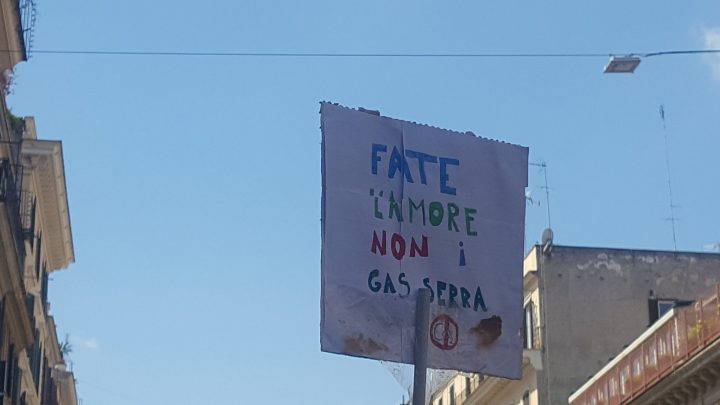 FATE
L'AMORE
NON i
GAS SERRA